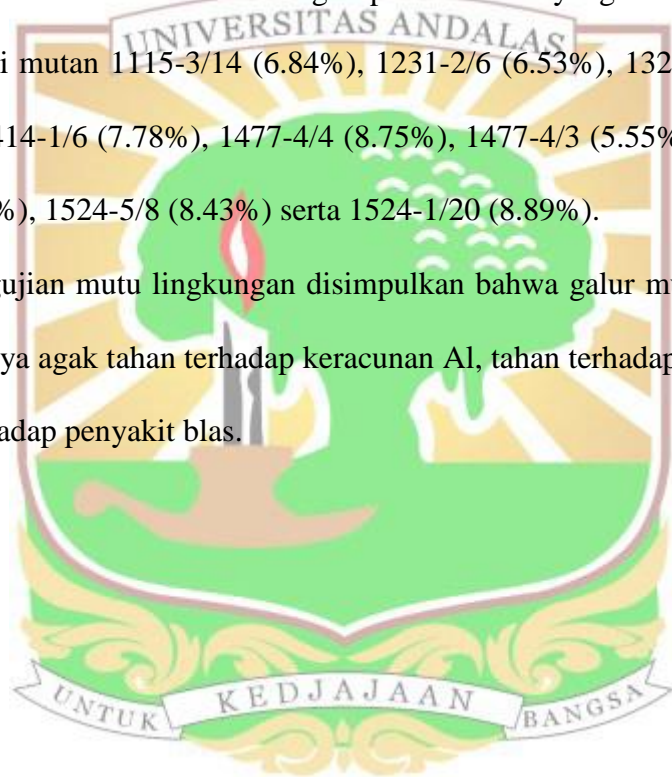 UNIVERSITAS ANDALAS
i mutan 1115-3/14 (6.84%), 1231-2/6 (6.53%), 132
414-1/6 (7.78%), 1477-4/4 (8.75%), 1477-4/3 (5.55%
%), 1524-5/8 (8.43%) serta 1524-1/20 (8.89%).
gujian mutu lingkungan disimpulkan bahwa galur mu
ya agak tahan terhadap keracunan Al, tahan terhadap
adap penyakit blas.
UNTUK KEDJAJAAN BANGSA